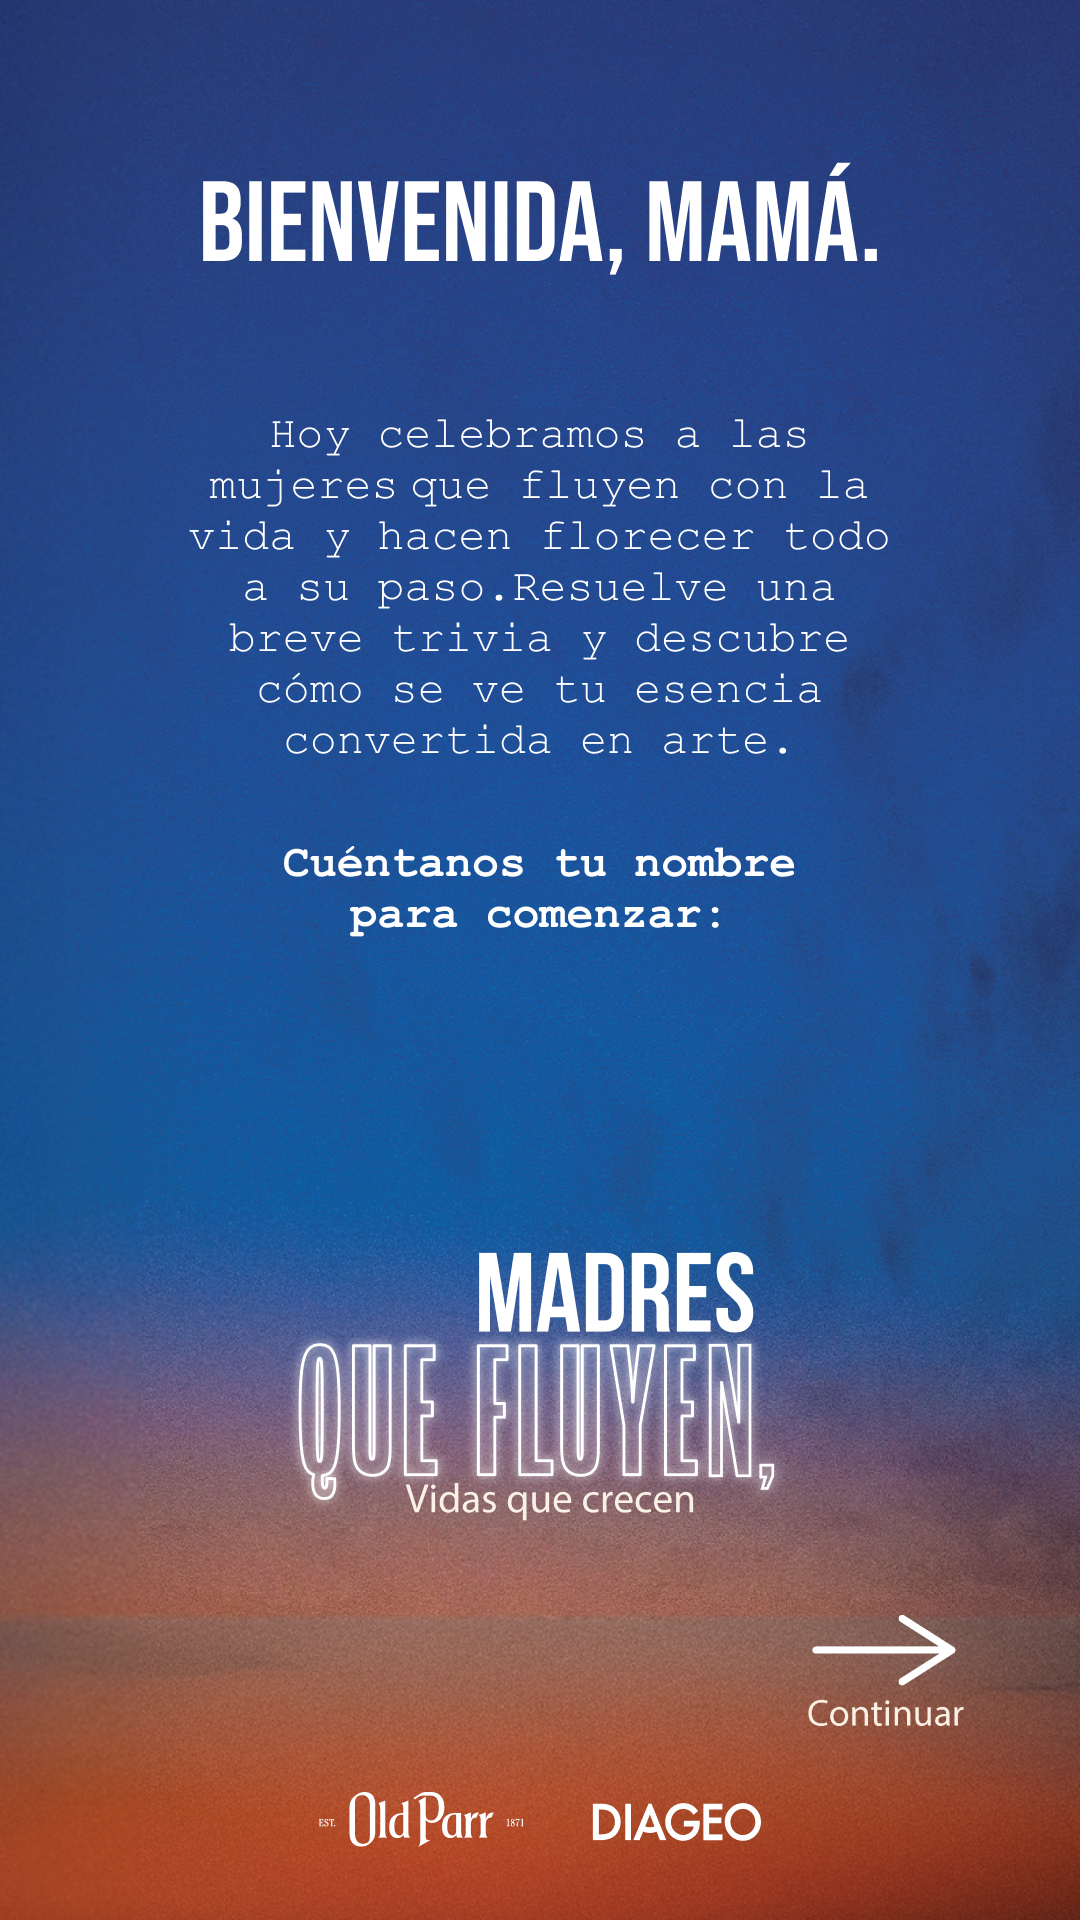 BIENVENIDA, MAMÁ.
Hoy celebramos a las
mujeres que fluyen con la
vida y hacen florecer todo
a su paso.Resuelve una
breve trivia y descubre
cómo se ve tu esencia
convertida en arte.
Cuéntanos tu nombre
para comenzar:
MADRES
QUE FLUYEN,
Vidas que crecen
Continuar
EST. Old Parr 1871 DIAGEO